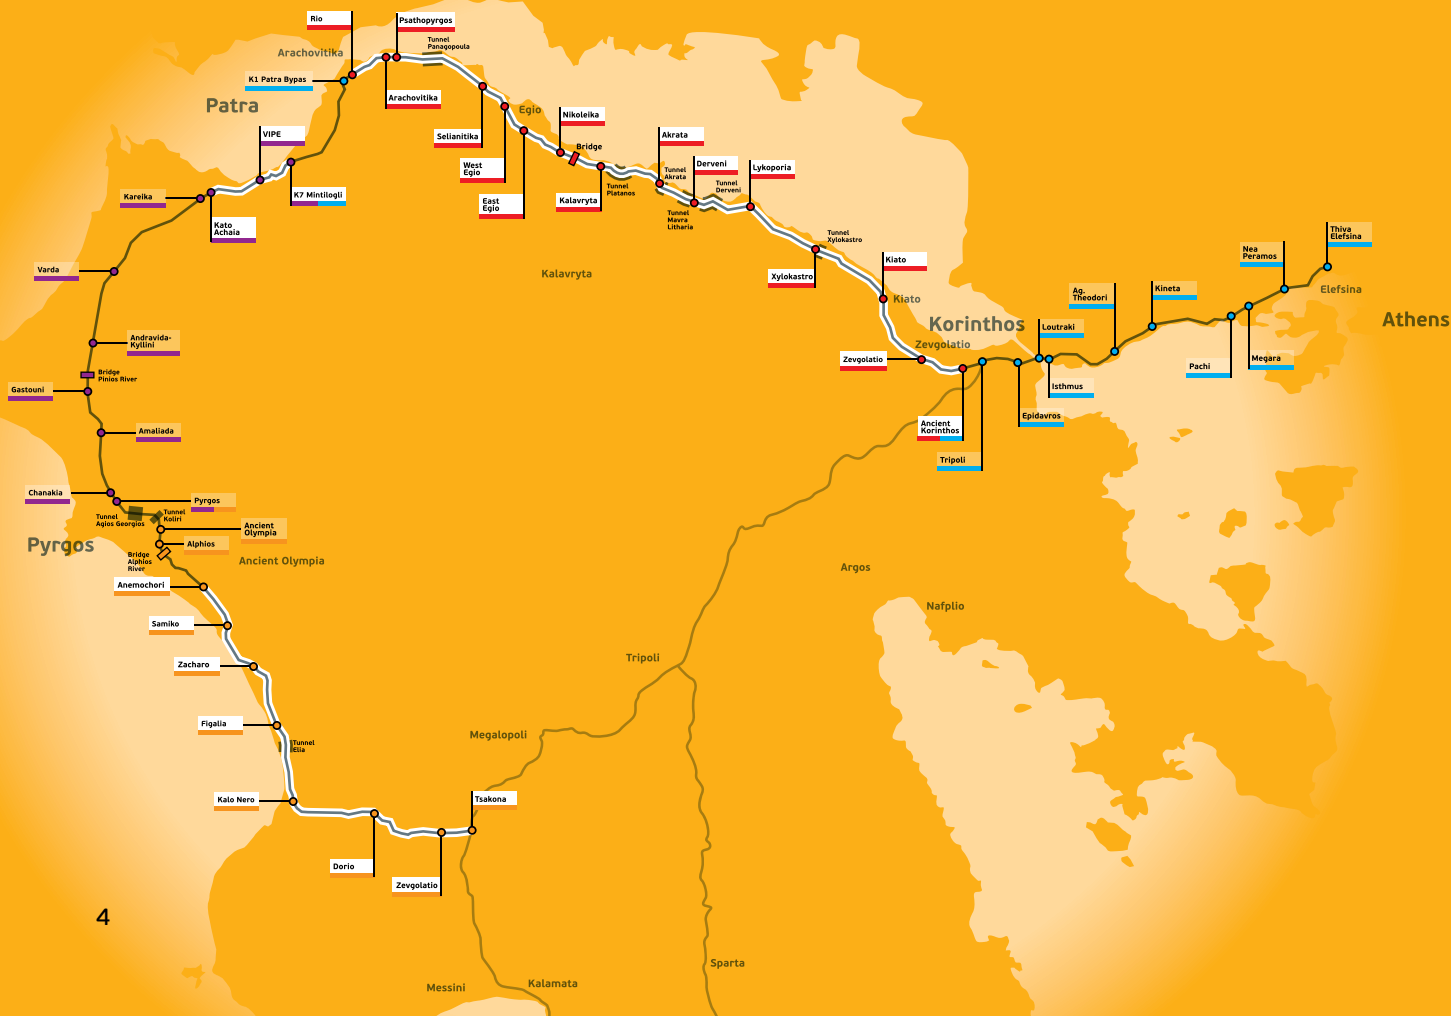 Rio
Psathopyrgos
Tunnel
Panagopoula
Arachovitika
K1 Patra Bypas
Patra
Arachovitika
Selianitika
Egio
Nikoleika
Bridge
VIPE
West
Egio
East
Egio
Kalavryta
Tunnel
Platanos
Akrata
Tunnel
Akrata
Derveni
Tunnel
Derveni
Lykoporia
Tunnel
Mavra
Litharia
Kareika
K7 Mintilogli
Kato
Achaia
Tunnel
Xylokastro
Xylokastro
Kalavryta
Kiato
Kiato
Varda
Korinthos
Zevgolatio
Zevgolatio
Loutraki
Ag.
Theodori
Kineta
Nea
Peramos
Thiva
Elefsina
Elefsina
Athens
Pachi
Megara
Isthmus
Epidavros
Ancient
Korinthos
Tripoli
Andravida-
Kyllini
Bridge
Pinios River
Gastouni
Amaliada
Chanakia
Pyrgos
Tunnel
Agios Georgios
Tunnel
Koliri
Ancient
Olympia
Alphios
Pyrgos
Bridge
Alphios
River
Ancient Olympia
Anemochori
Samiko
Zacharo
Figalia
Tunnel
Elia
Kalo Nero
Dorio
Zevgolatio
Tsakona
Argos
Nafplio
Tripoli
Megalopoli
4
Sparta
Messini
Kalamata